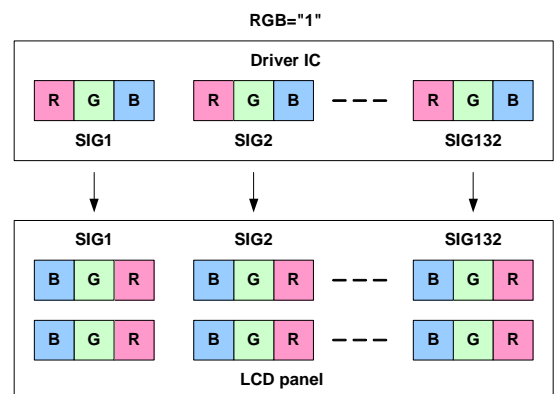 RGB="1"
Driver IC
R G B R G B R G B
SIG1 SIG2 SIG132
SIG1 SIG2 SIG132
B G R B G R B G R
B G R B G R B G R
LCD panel